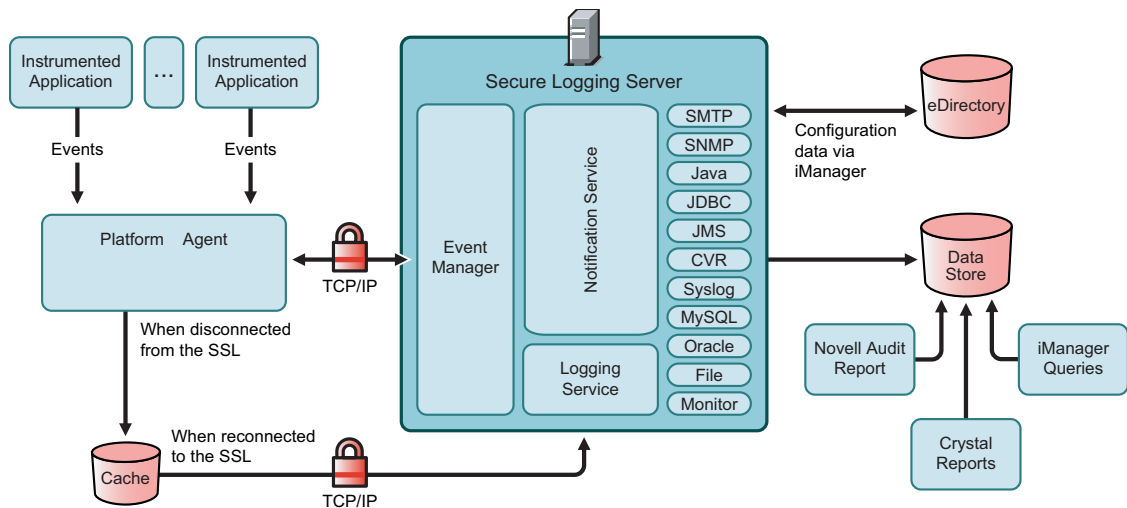 Instrumented
Application
...
Instrumented
Application
Events
Events
Platform Agent
TCP/IP
When disconnected
from the SSL
Cache
When reconnected
to the SSL
TCP/IP
Secure Logging Server
Event
Manager
Notification Service
Logging
Service
SMTP
SNMP
Java
JDBC
JMS
CVR
Syslog
MySQL
Oracle
File
Monitor
eDirectory
Configuration
data via
iManager
Data
Store
Novell Audit
Report
iManager
Queries
Crystal
Reports